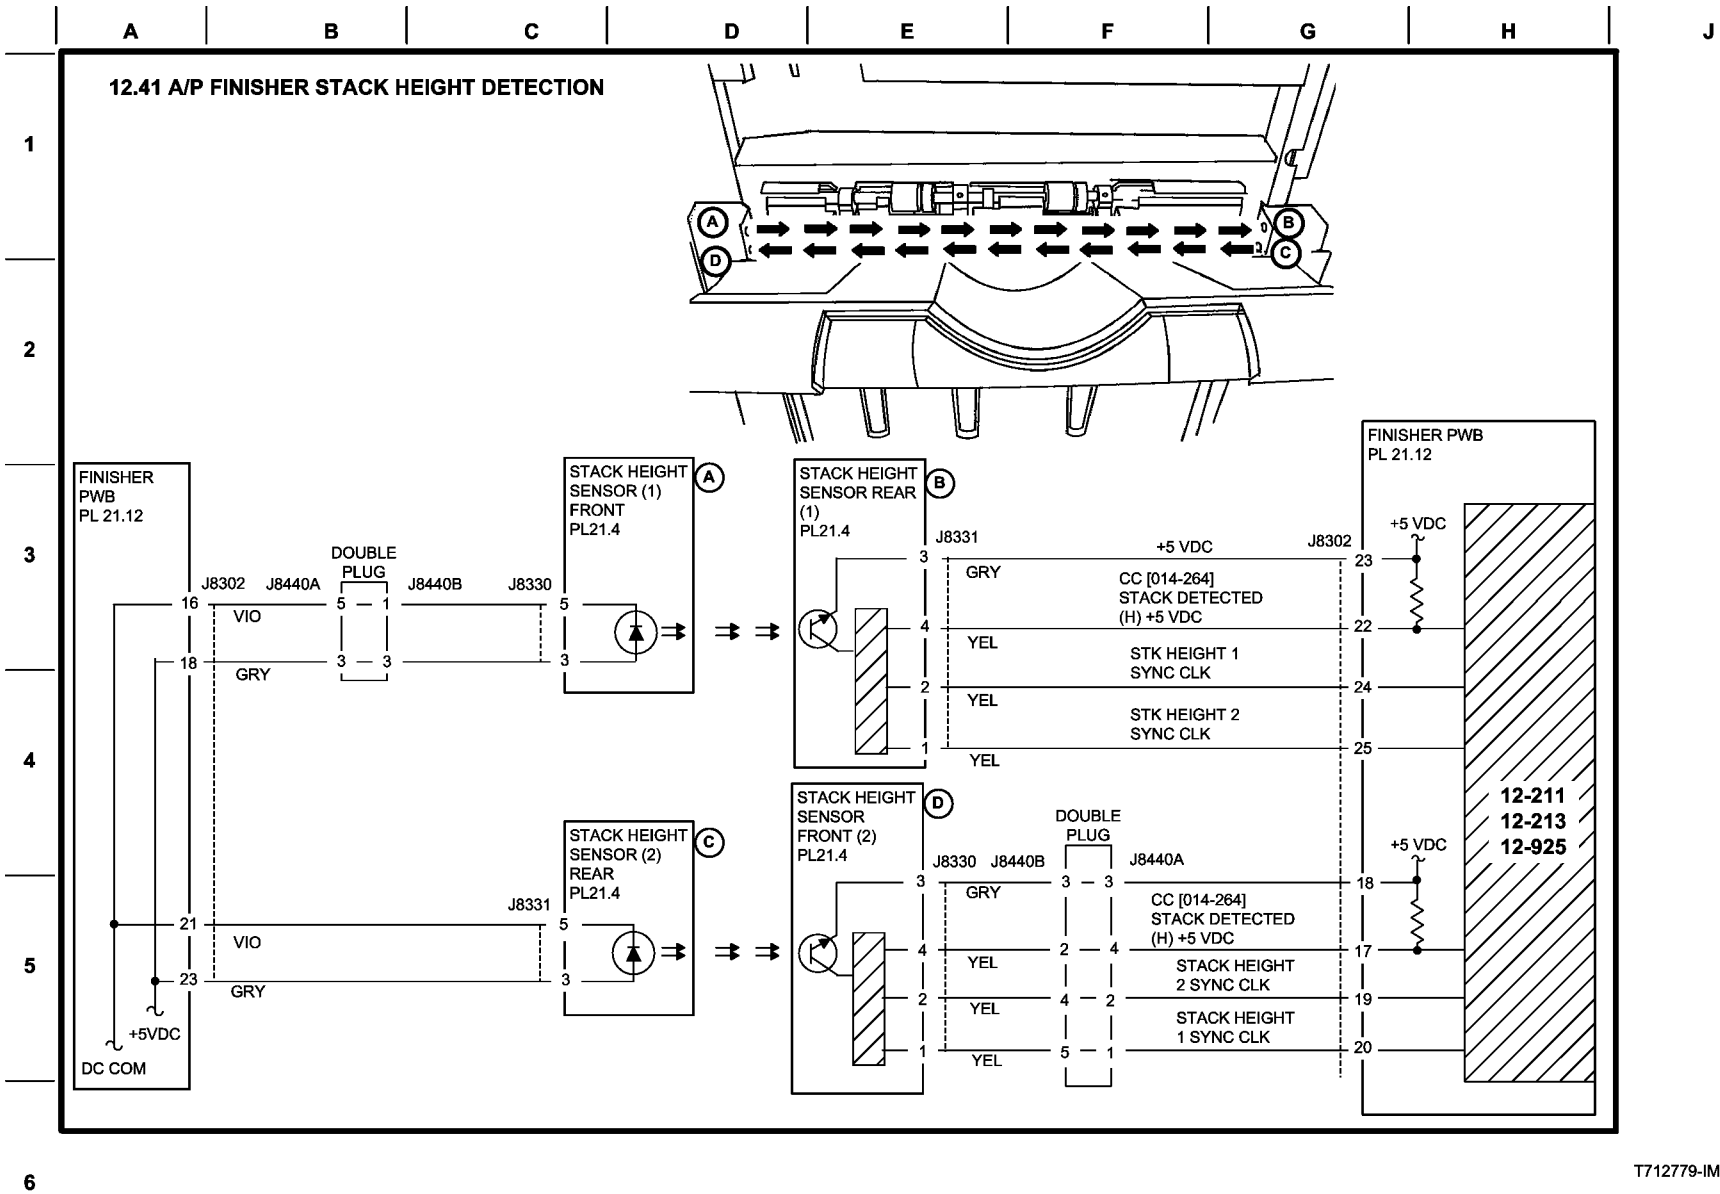 A B C D E F G H J
12.41 A/P FINISHER STACK HEIGHT DETECTION
1
2
3
4
5
6
A
B
D
C
FINISHER
PWB
PL 21.12
16
18
21
23
+5VDC
DC COM
J8302
J8440A
DOUBLE
PLUG
J8440B
J8330
VIO
5 1
5
GRY
3 3
3
STACK HEIGHT
SENSOR (1)
FRONT
PL21.4
A
STACK HEIGHT
SENSOR REAR
(1)
PL21.4
B
3
4
2
1
J8331
GRY
YEL
YEL
YEL
+5 VDC
CC [014-264]
STACK DETECTED
(H) +5 VDC
STK HEIGHT 1
SYNC CLK
STK HEIGHT 2
SYNC CLK
J8302
23
22
24
25
FINISHER PWB
PL 21.12
+5 VDC
12-211
12-213
12-925
+5 VDC
VIO
GRY
J8331
5
3
STACK HEIGHT
SENSOR (2)
REAR
PL21.4
C
STACK HEIGHT
SENSOR
FRONT (2)
PL21.4
D
3
4
2
1
J8330
J8440B
DOUBLE
PLUG
J8440A
GRY
YEL
YEL
YEL
3 3
2 4
4 2
5 1
CC [014-264]
STACK DETECTED
(H) +5 VDC
STACK HEIGHT
2 SYNC CLK
STACK HEIGHT
1 SYNC CLK
18
17
19
20
T712779-IM